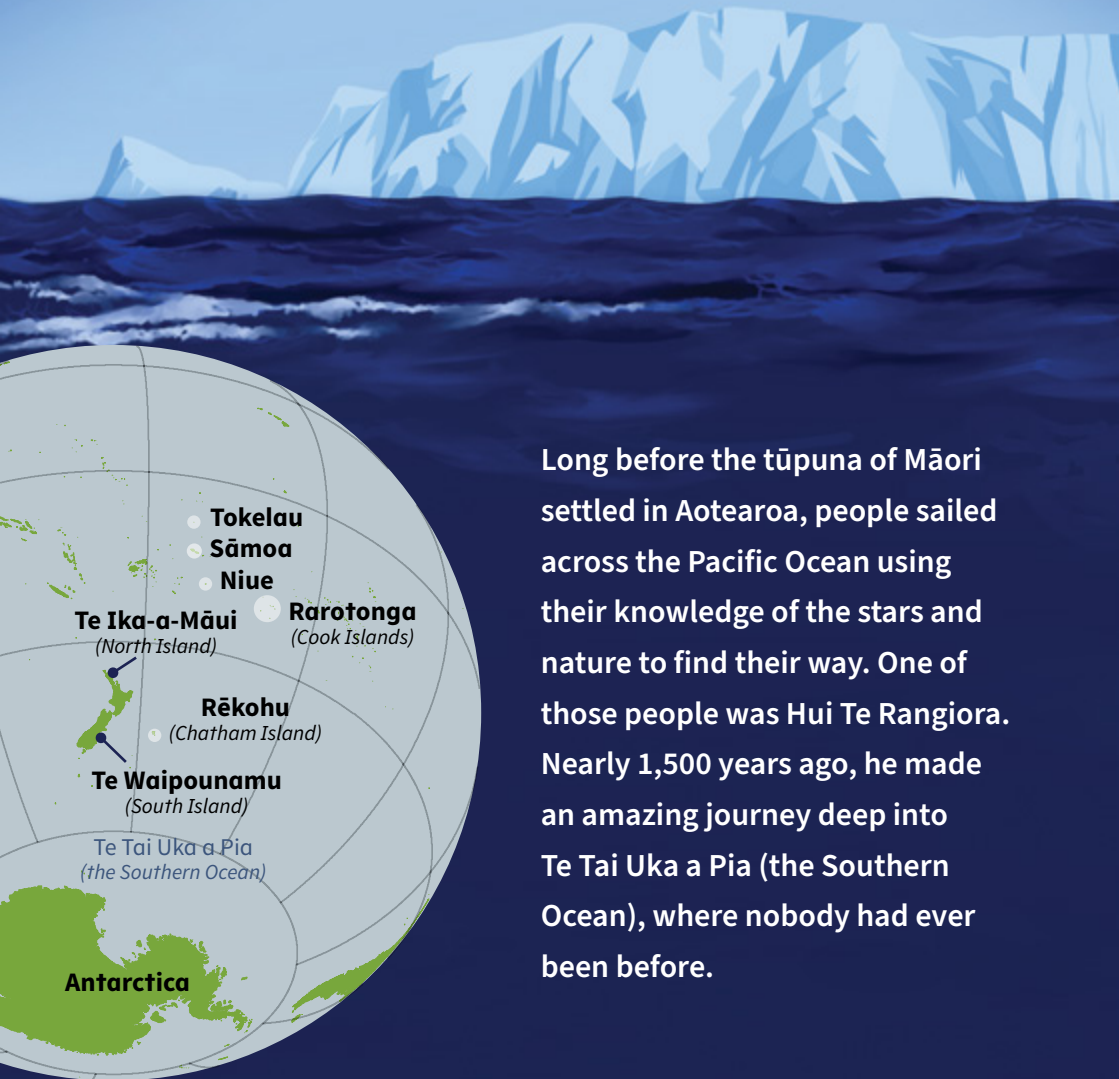 Tokelau
Sāmoa
Niue
Rarotonga
(Cook Islands)
Te Ika-a-Māui
(North Island)
Rēkohu
(Chatham Island)
Te Waipounamu
(South Island)
Te Tai Uka a Pia
(the Southern Ocean)
Antarctica
Long before the tūpuna of Māori
settled in Aotearoa, people sailed
across the Pacific Ocean using
their knowledge of the stars and
nature to find their way. One of
those people was Hui Te Rangiora.
Nearly 1,500 years ago, he made
an amazing journey deep into
Te Tai Uka a Pia (the Southern
Ocean), where nobody had ever
been before.